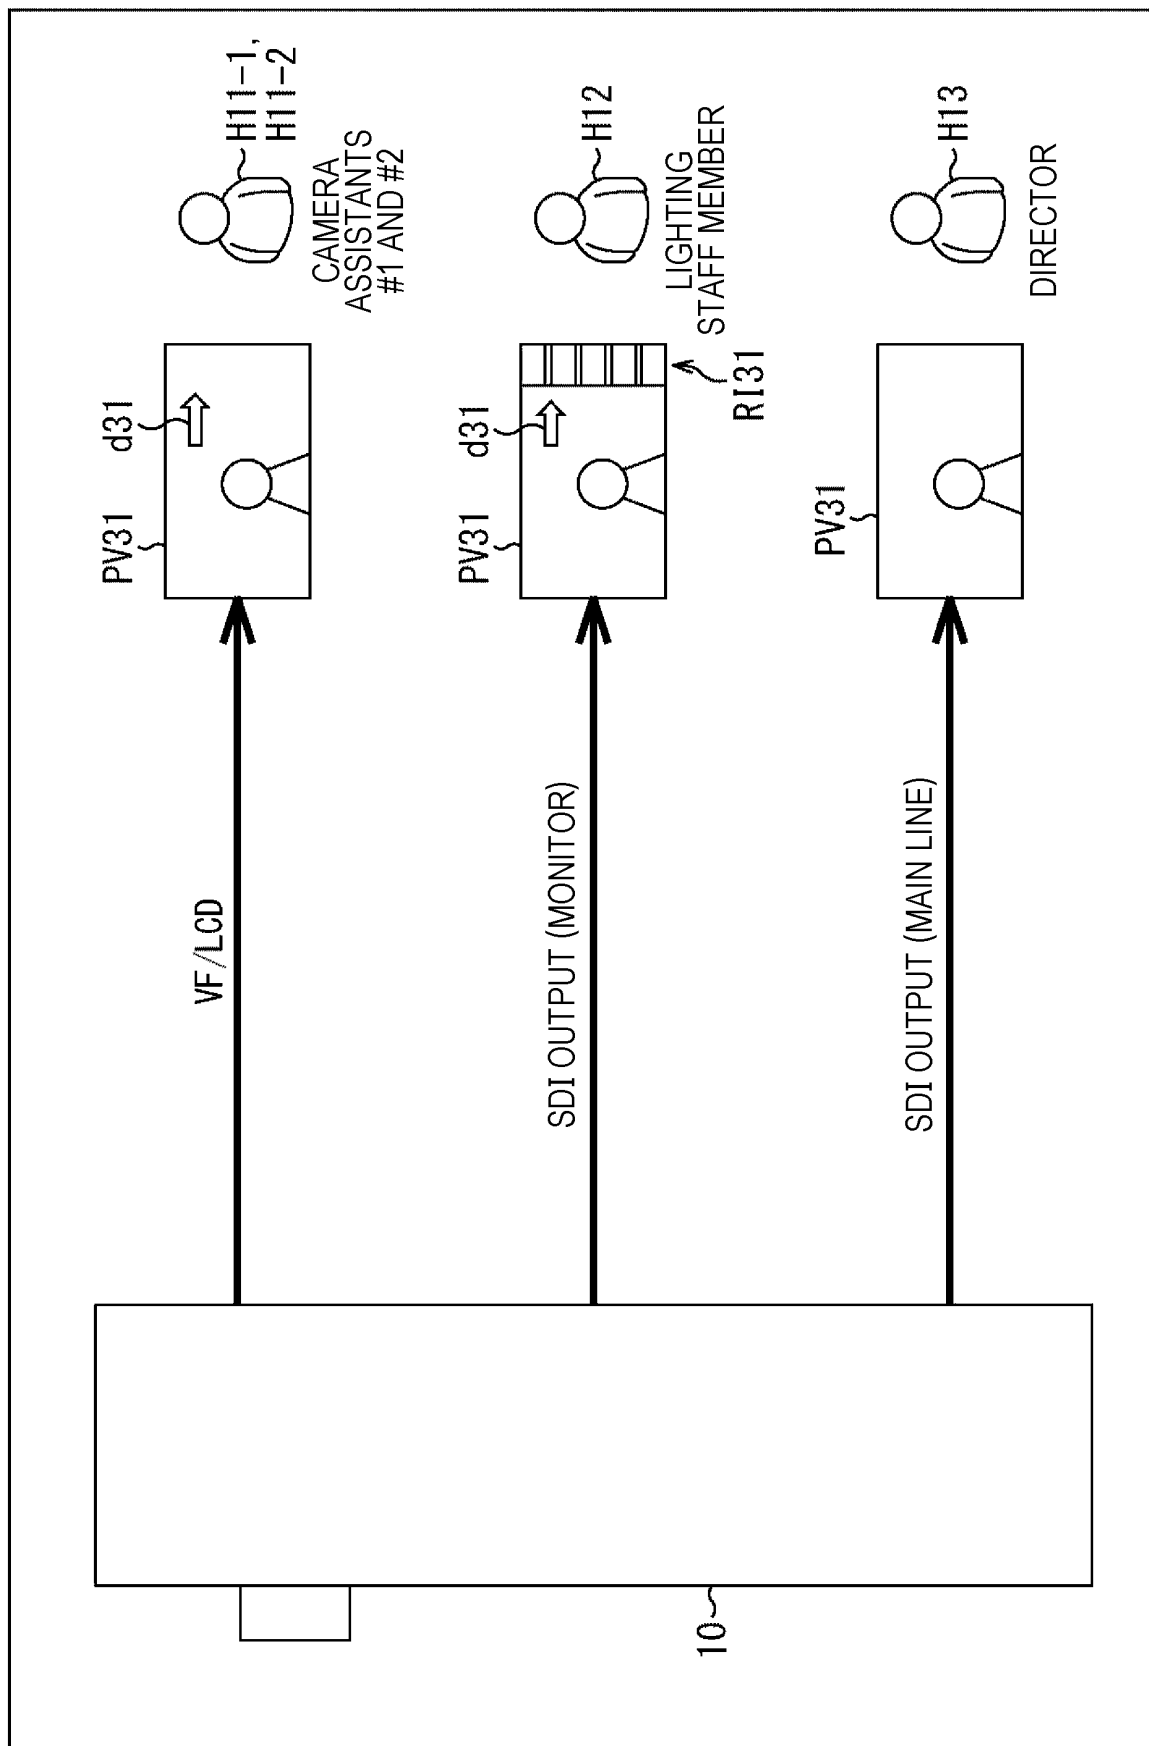 10
VF/LCD
PV31
d31
H11-1,
H11-2
CAMERA
ASSISTANTS
#1 AND #2
SDI OUTPUT (MONITOR)
PV31
d31
RI31
H12
LIGHTING
STAFF MEMBER
SDI OUTPUT (MAIN LINE)
PV31
H13
DIRECTOR